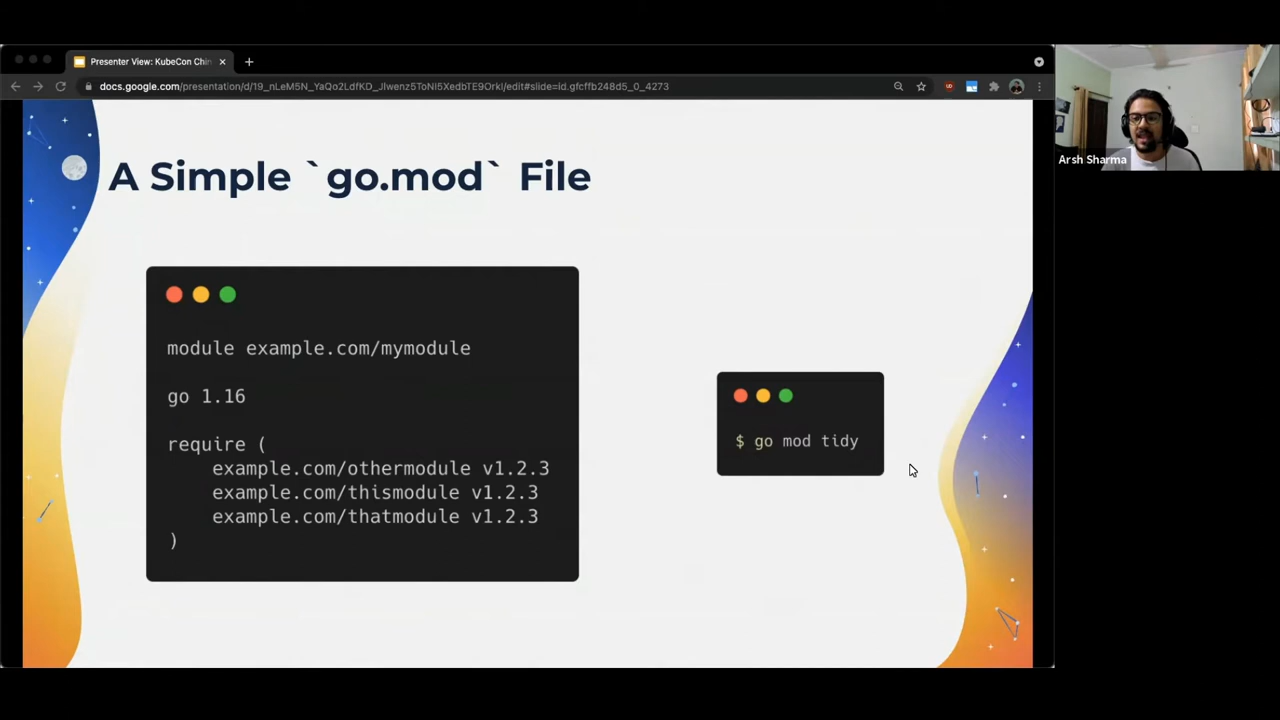 Presenter View: KubeCon Chin
docs.google.com/presentation/d/19_nLeM5N_YaQo2LdfKD_JIwenz5ToNI5XedbTE9OrkI/edit#slide=id.gfcffb248d5_0_4273
A Simple `go.mod` File
Arsh Sharma
module example.com/mymodule
go 1.16
require (
example.com/othermodule v1.2.3
example.com/thismodule v1.2.3
example.com/thatmodule v1.2.3
)
$ go mod tidy